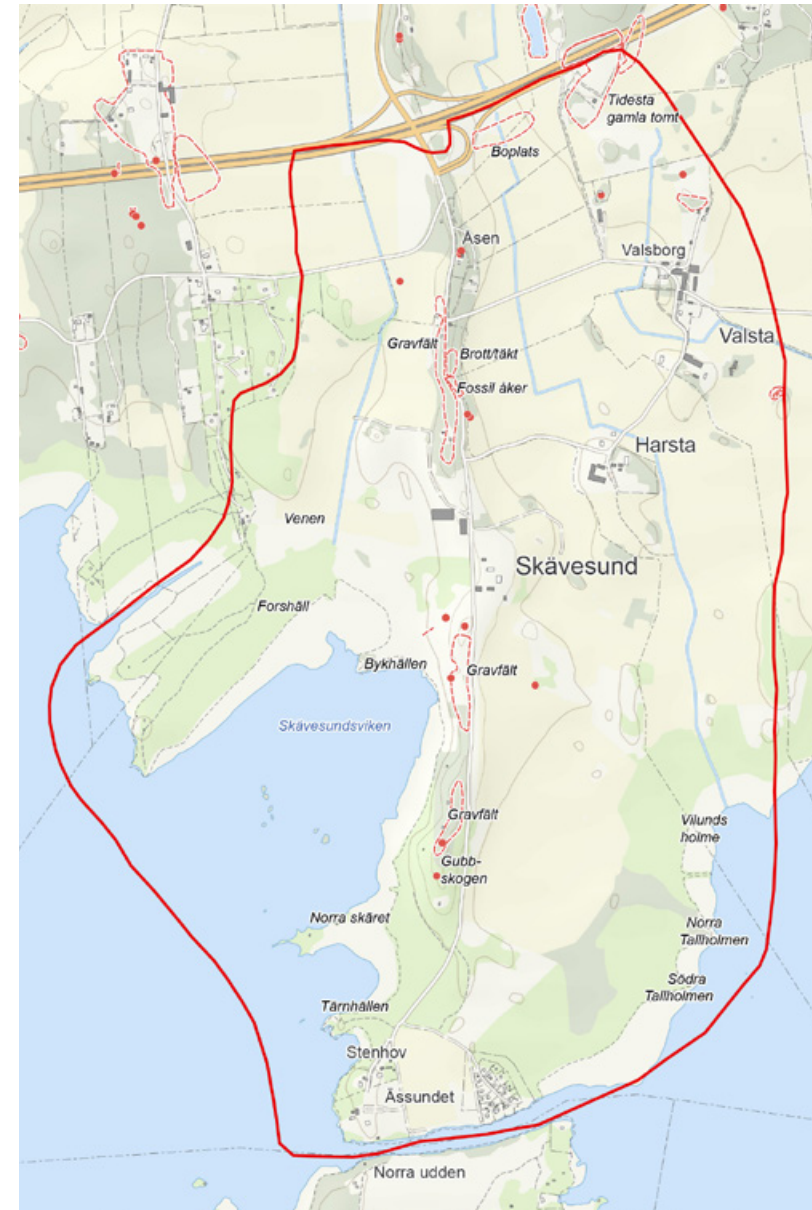 Tidesta
gamla tomt
Boplats
Åsen
Valsborg
Valsta
Gravfält
Brott/täkt
Fossil åker
Harsta
Venen
Skävesund
Forshäll
Bykhällen
Gravfält
Skävesundsviken
Gravfält
Vilunds
holme
Gubb-
skogen
Norra skäret
Norra
Tallholmen
Södra
Tallholmen
Tärnhällen
Stenhov
Ässundet
Norra udden